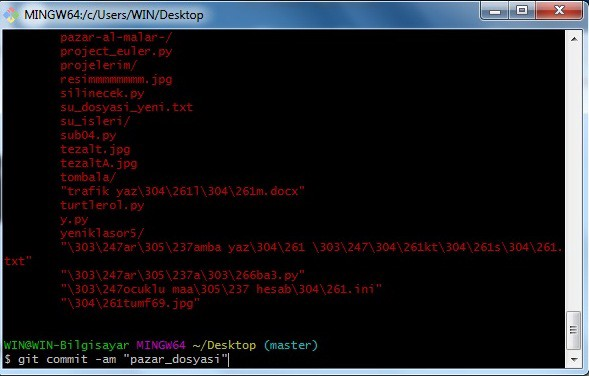 MINGW64:/c/Users/WIN/Desktop
pazar-al-malar-/
project_euler.py
projelerim/
resimmmmmmmm.jpg
silinecek.py
su_dosyasi_yeni.txt
su_isleri/
sub04.py
tezalt.jpg
tezaltA.jpg
tombala/
"trafik yaz\304\261l\304\261m.docx"
turtlerol.py
y.py
yeniklasor5/
"\303\247ar\305\237amba yaz\304\261 \303\247\304\261kt\304\261s\304\261.
txt"
"\303\247ar\305\237a\303\266ba3.py"
"\303\247ocuklu maa\305\237 hesab\304\261.ini"
"\304\261tumf69.jpg"
WIN@WIN-Bilgisayar MINGW64 ~/Desktop (master)
$ git commit -am "pazar_dosyasi"